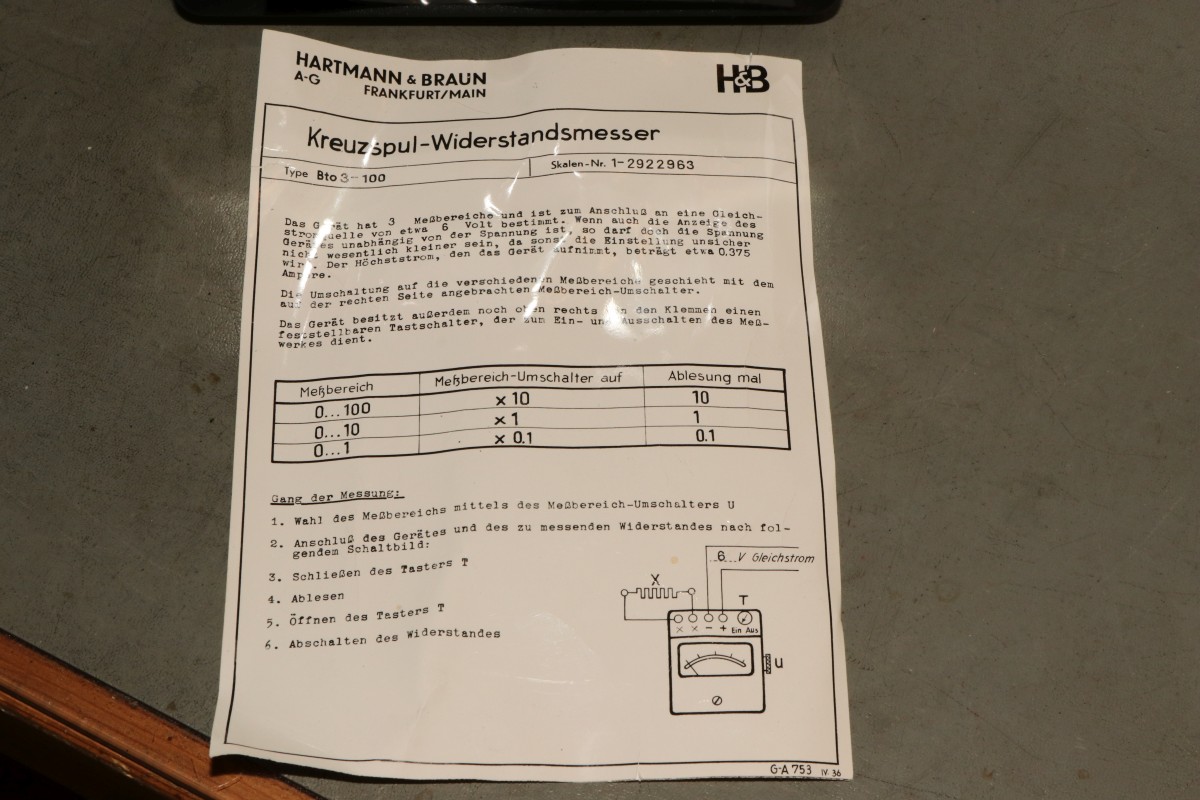 HARTMANN & BRAUN
A-G
FRANKFURT/MAIN
H&B
Kreuzspul-Widerstandsmesser
Type Bto 3-100
Skalen-Nr. 1-2922963
Das Gerät hat 3 Meßbereiche und ist zum Anschluß an eine Gleich-
stromquelle von etwa 6 Volt bestimmt. Wenn auch die Anzeige des
Gerätes unabhängig von der Spannung ist, so darf doch die Spannung
nicht wesentlich kleiner sein, da sonst die Einstellung unsicher
wird. Der Höchststrom, den das Gerät aufnimmt, beträgt etwa 0.375
Ampere.
Die Umschaltung auf die verschiedenen Meßbereiche geschieht mit dem
auf der rechten Seite angebrachten Meßbereich-Umschalter.
Das Gerät besitzt außerdem noch oben rechts von den Klemmen einen
feststellbaren Tastschalter, der zum Ein- und Ausschalten des Meß-
werkes dient.
Meßbereich Meßbereich-Umschalter auf Ablesung mal
0...100 x 10 10
0...10 x 1 1
0...1 x 0.1 0.1
Gang der Messung:
1. Wahl des Meßbereichs mittels des Meßbereich-Umschalters U
2. Anschluß des Gerätes und des zu messenden Widerstandes nach fol-
gendem Schaltbild:
3. Schließen des Tasters T
4. Ablesen
5. Öffnen des Tasters T
6. Abschalten des Widerstandes
6...V Gleichstrom
X
T
x x - + Ein Aus
U
G-A 753 IV. 36